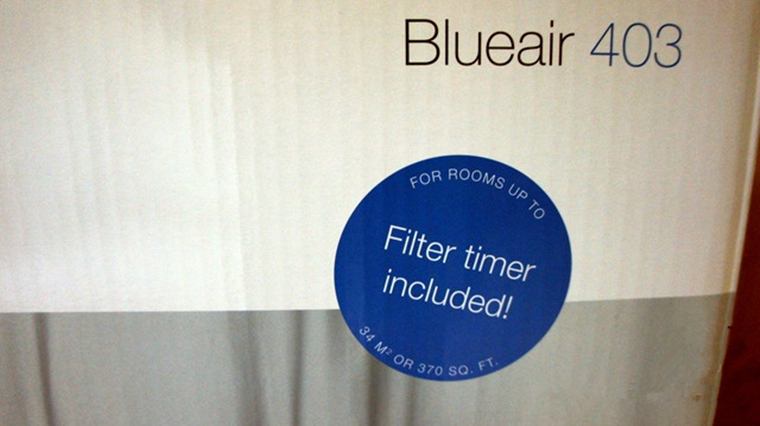 Blueair 403
FOR ROOMS UP TO
Filter timer
included!
34 M² OR 370 SQ. FT.